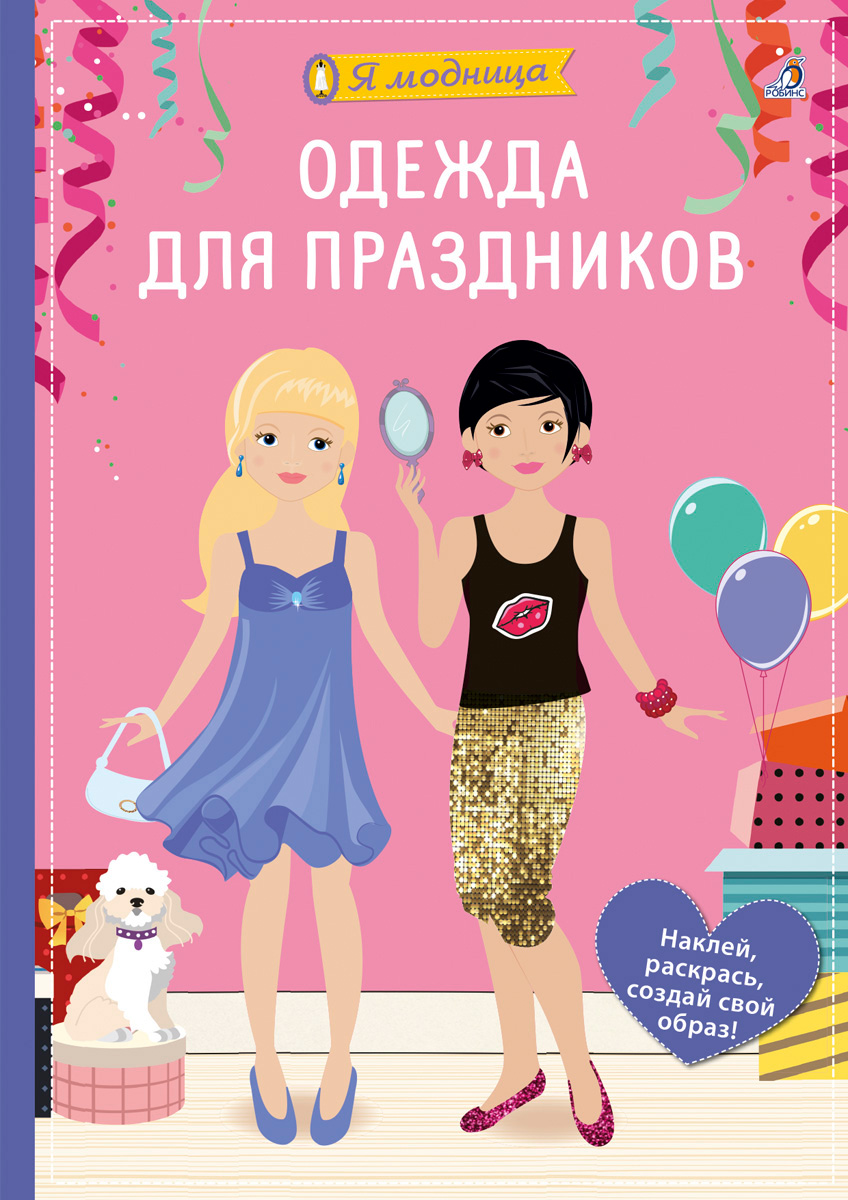 Я модница
РОБИНС
ОДЕЖДА
ДЛЯ ПРАЗДНИКОВ
Наклей,
раскрась,
создай свой
образ!